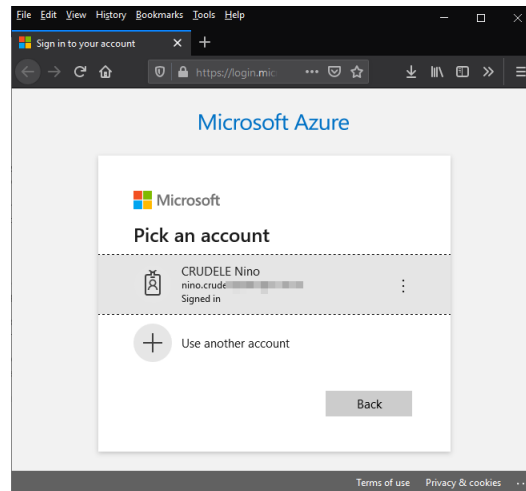 File Edit View History Bookmarks Tools Help
Sign in to your account
https://login.mic
Microsoft Azure
Microsoft
Pick an account
CRUDELE Nino
nino.crude
Signed in
Use another account
Back
Terms of use Privacy & cookies